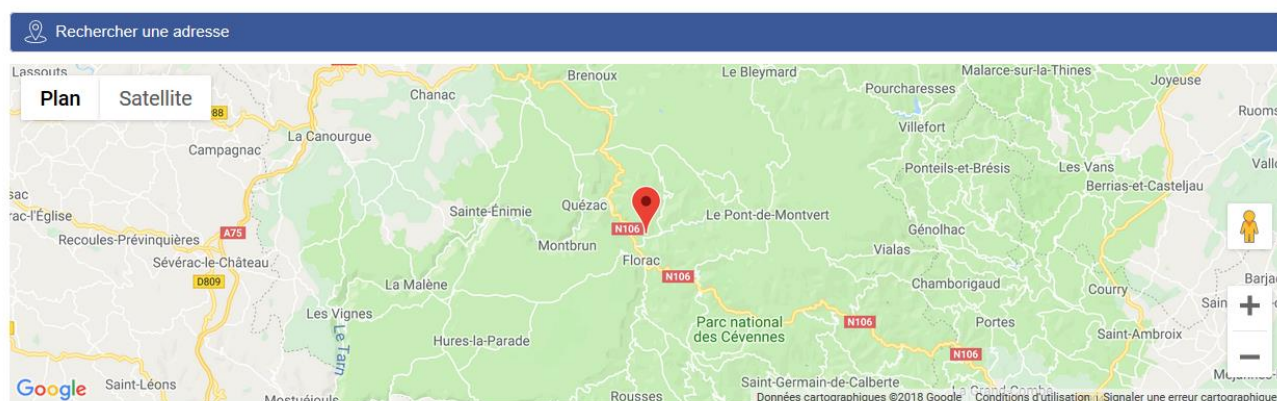 Rechercher une adresse
Lassouts
Brenoux
Le Bleymard
Malarce-sur-la-Thines
Joyeuse
Plan
Satellite
Chanac
Pourcharesses
88
La Canourgue
Villefort
Campagnac
Ponteils-et-Brésis
Les Vans
Berrias-et-Casteljau
Sainte-Énimie
Quézac
Le Pont-de-Montvert
Recoules-Prévinquières
A75
N106
Génolhac
Montbrun
Vialas
Sévérac-le-Château
Florac
D809
La Malène
N106
Chamborigaud
Courry
Les Vignes
Le Tarn
Parc national
des Cévennes
N106
Portes
Saint-Ambroix
Hures-la-Parade
N106
Google
Saint-Léons
Saint-Germain-de-Calberte
Mostuéjouls
Rousses
Données cartographiques ©2018 Google
Conditions d'utilisation
Signaler une erreur cartographique